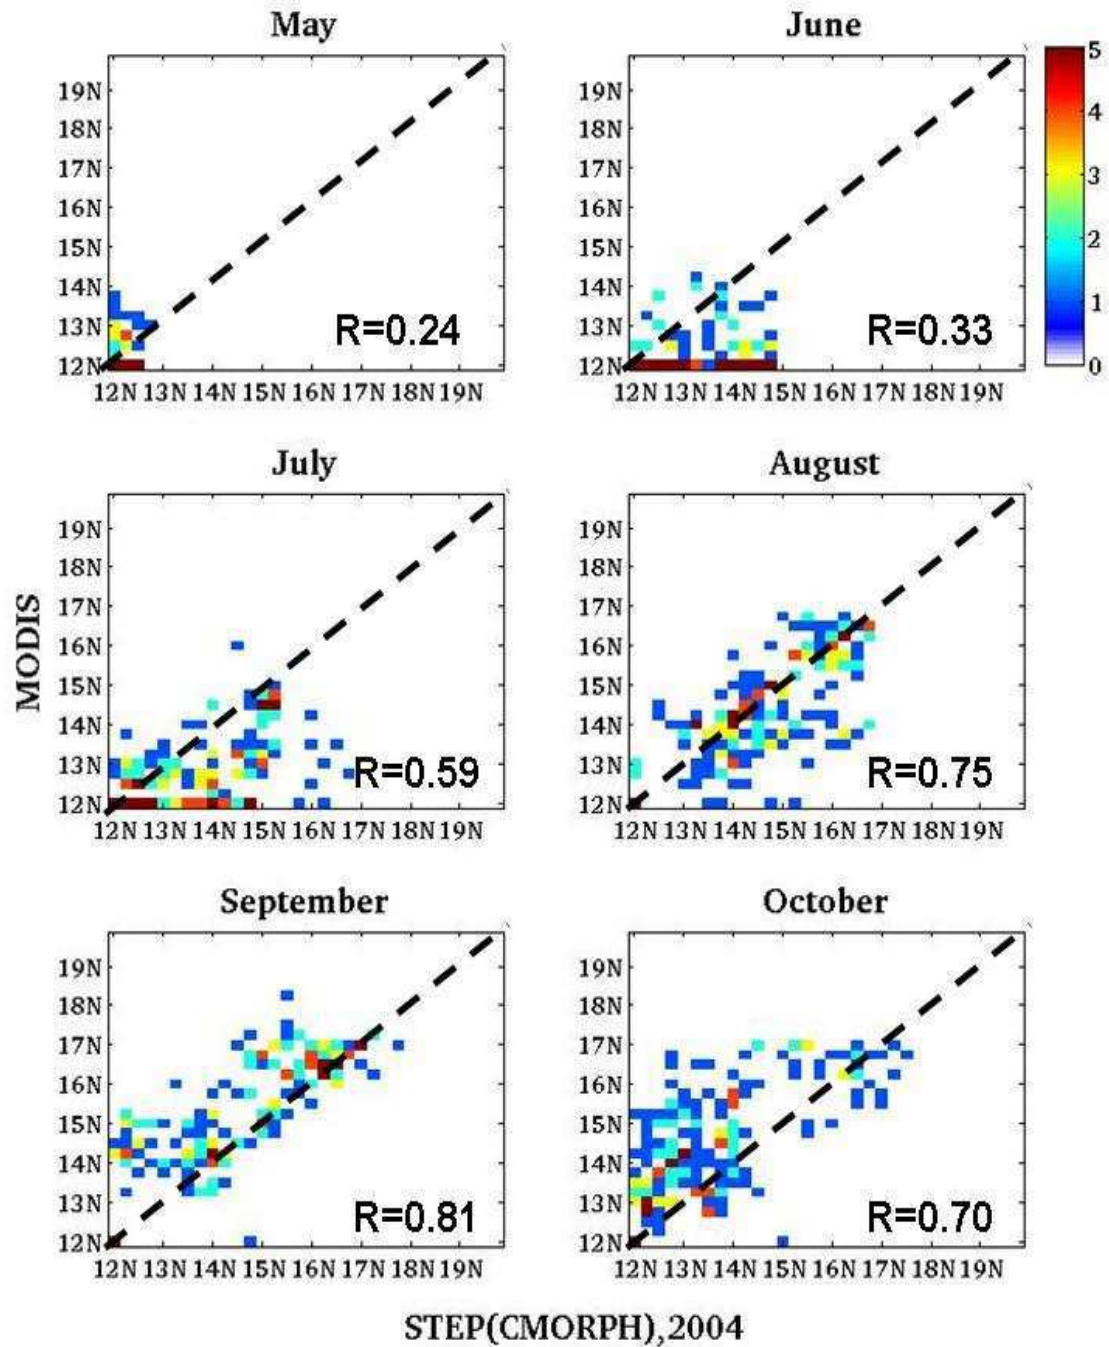 May
June
19N
18N
17N
16N
15N
14N
13N
12N
R=0.24
12N 13N 14N 15N 16N 17N 18N 19N
19N
18N
17N
16N
15N
14N
13N
12N
R=0.33
12N 13N 14N 15N 16N 17N 18N 19N
5
4
3
2
1
0
July
August
MODIS
19N
18N
17N
16N
15N
14N
13N
12N
R=0.59
12N 13N 14N 15N 16N 17N 18N 19N
19N
18N
17N
16N
15N
14N
13N
12N
R=0.75
12N 13N 14N 15N 16N 17N 18N 19N
September
October
19N
18N
17N
16N
15N
14N
13N
12N
R=0.81
12N 13N 14N 15N 16N 17N 18N 19N
19N
18N
17N
16N
15N
14N
13N
12N
R=0.70
12N 13N 14N 15N 16N 17N 18N 19N
STEP(CMORPH),2004